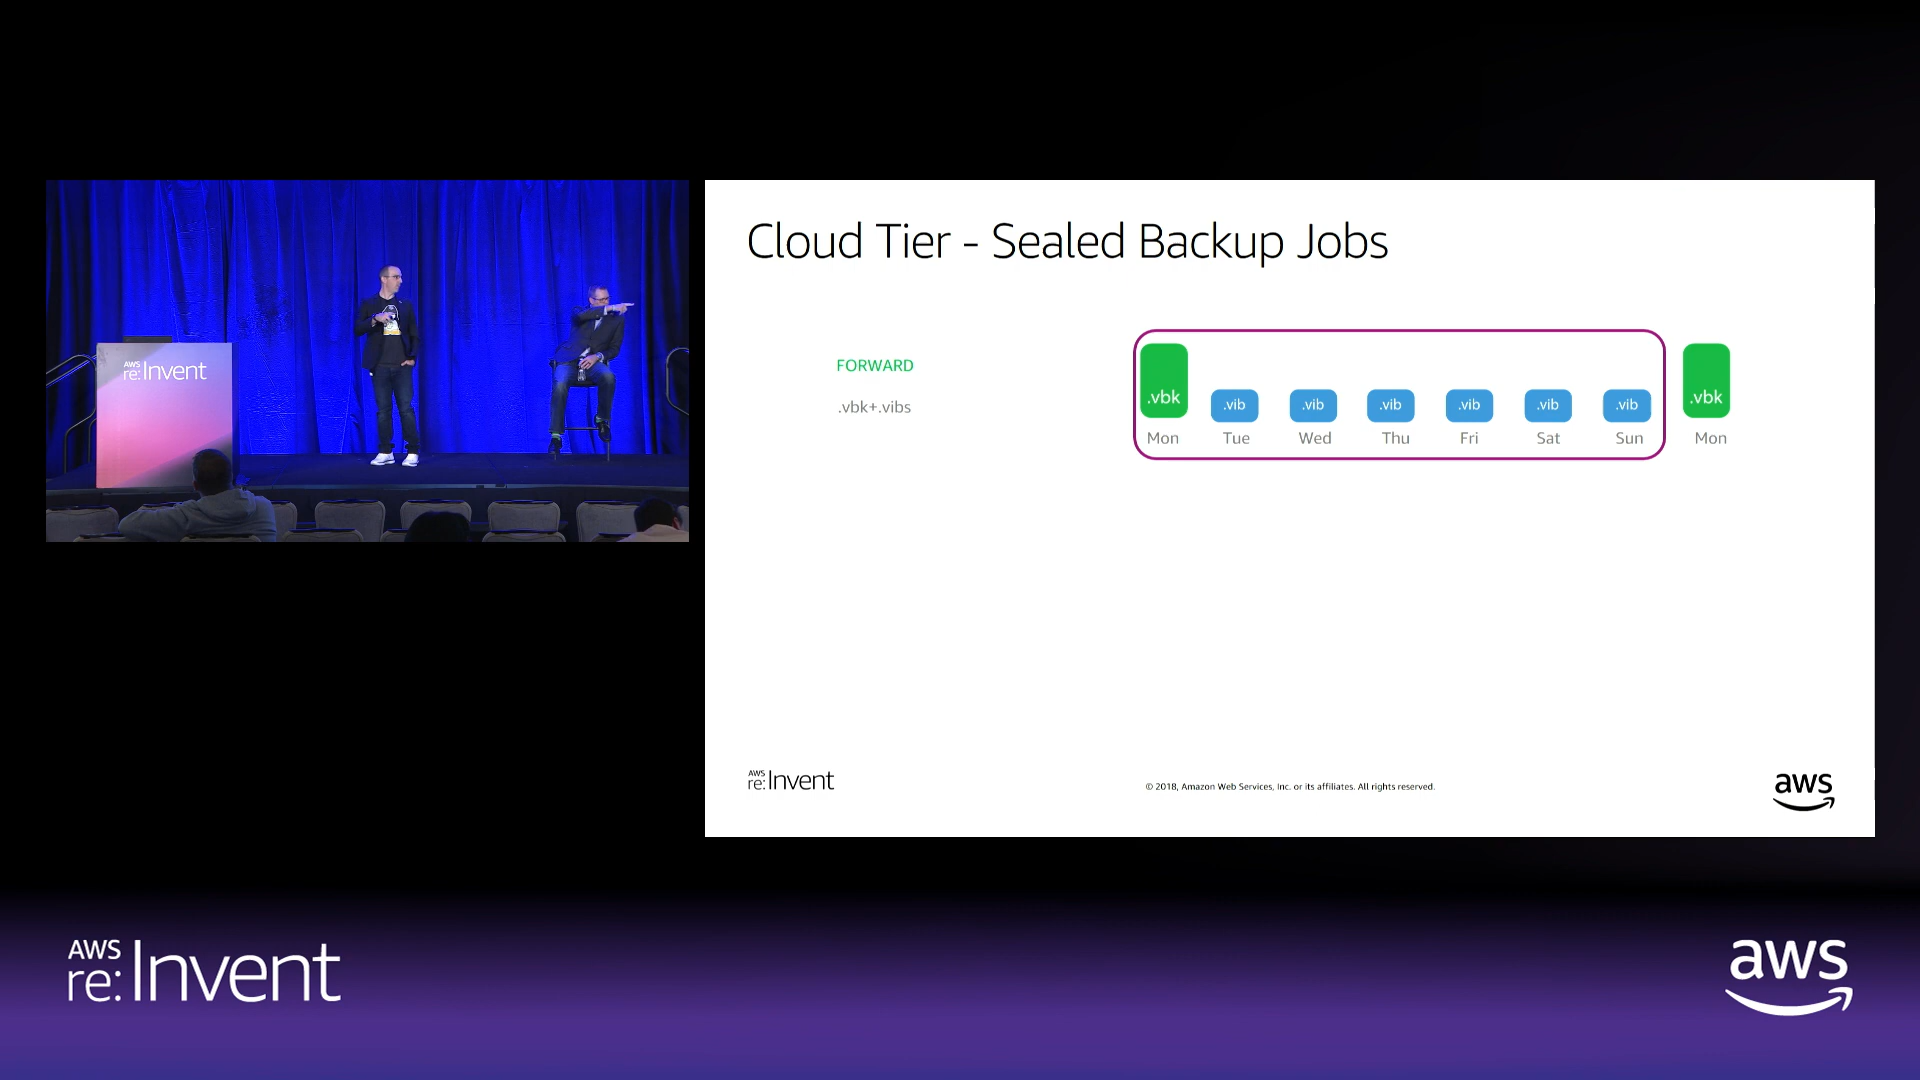 AWS
re:Invent
Cloud Tier - Sealed Backup Jobs
FORWARD
.vbk+.vibs
.vbk .vib .vib .vib .vib .vib .vib .vbk
Mon Tue Wed Thu Fri Sat Sun Mon
AWS
re:Invent
© 2018, Amazon Web Services, Inc. or its affiliates. All rights reserved.
aws
AWS
re:Invent
aws